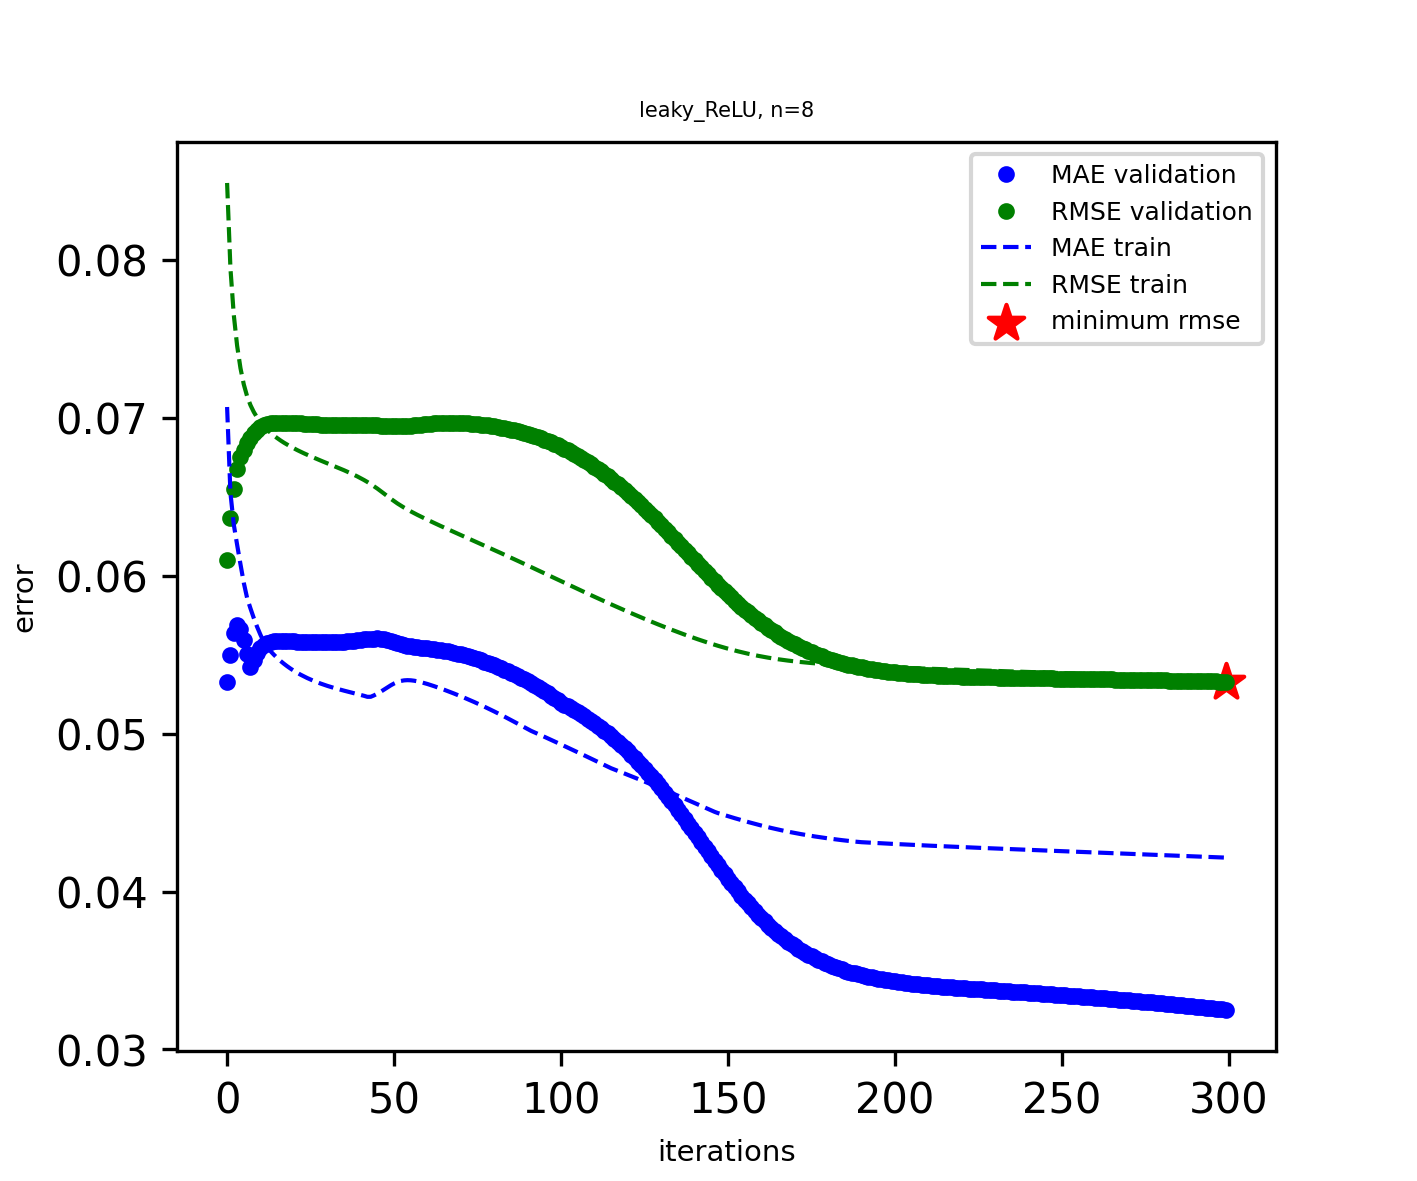 leaky_ReLU, n=8
MAE validation
RMSE validation
MAE train
RMSE train
minimum rmse
error
0.08
0.07
0.06
0.05
0.04
0.03
0 50 100 150 200 250 300
iterations